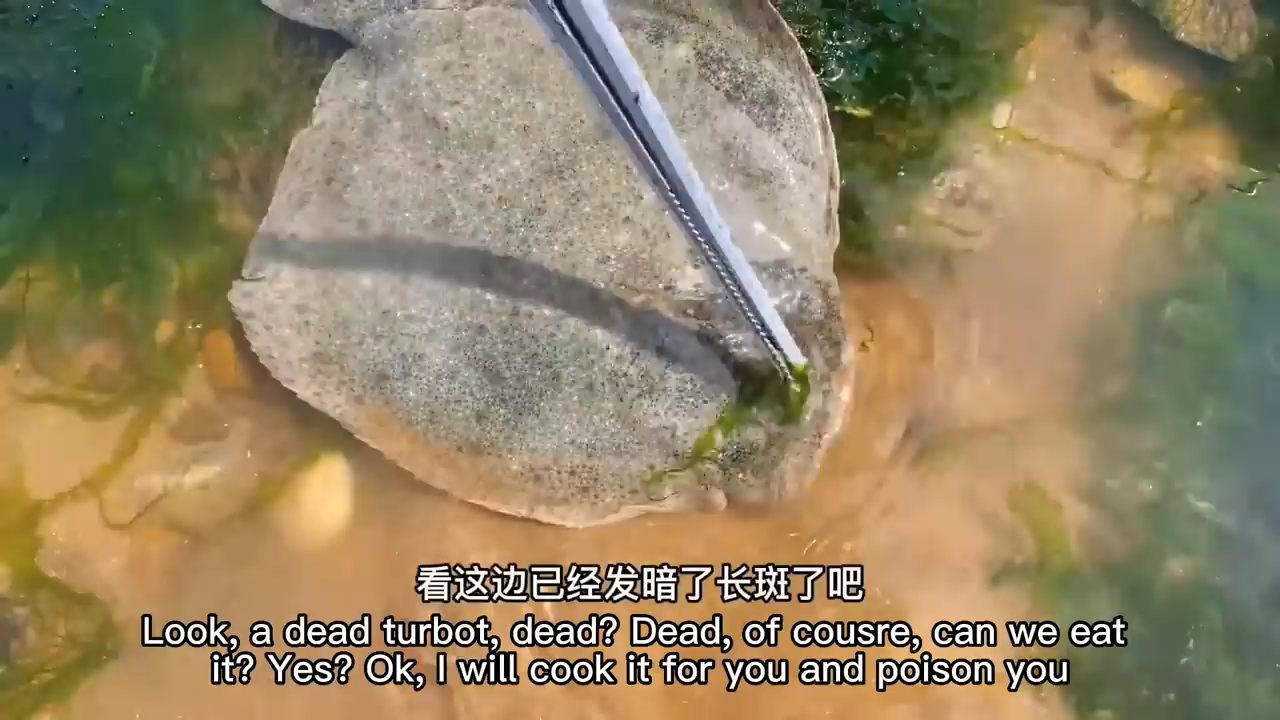 看这边已经发暗了长斑了吧
Look, a dead turbot, dead? Dead, of cousre, can we eat
it? Yes? Ok, I will cook it for you and poison you